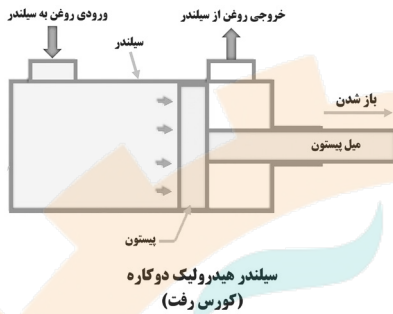 ورودی روغن به سیلندر
خروجی روغن از سیلندر
سیلندر
باز شدن
میل پیستون
پیستون
سیلندر هیدرولیک دوکاره
(کورس رفت)